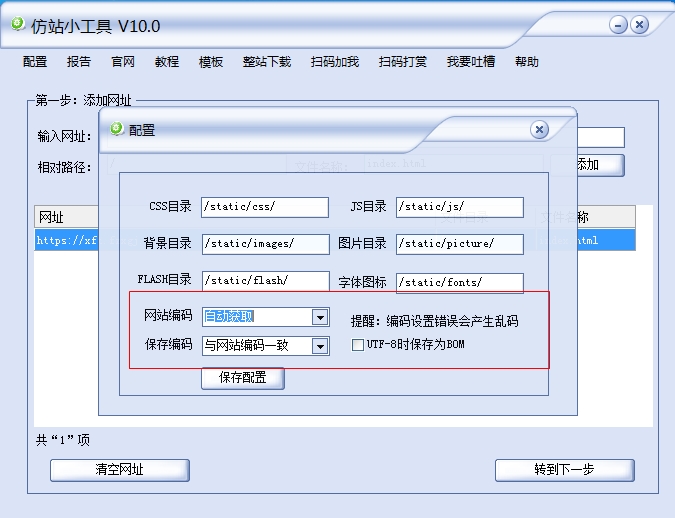 仿站小工具 V10.0
配置 报告 官网 教程 模板 整站下载 扫码加我 扫码打赏 我要吐槽 帮助
第一步：添加网址
配置
输入网址：
相对路径： / 文件名称： index.html 添加
CSS目录 /static/css/ JS目录 /static/js/
网址
https://xf
背景目录 /static/images/ 图片目录 /static/picture/
FLASH目录 /static/flash/ 字体图标 /static/fonts/
网站编码 自动获取 提醒：编码设置错误会产生乱码
保存编码 与网站编码一致 UTF-8时保存为BOM
保存配置
共“1”项
清空网址 转到下一步